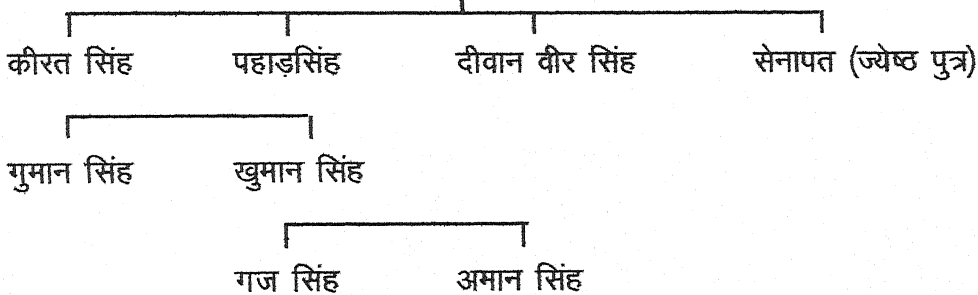 कीरत सिंह पहाड़सिंह दीवान वीर सिंह सेनापत (ज्येष्ठ पुत्र)
गुमान सिंह खुमान सिंह
गज सिंह अमान सिंह